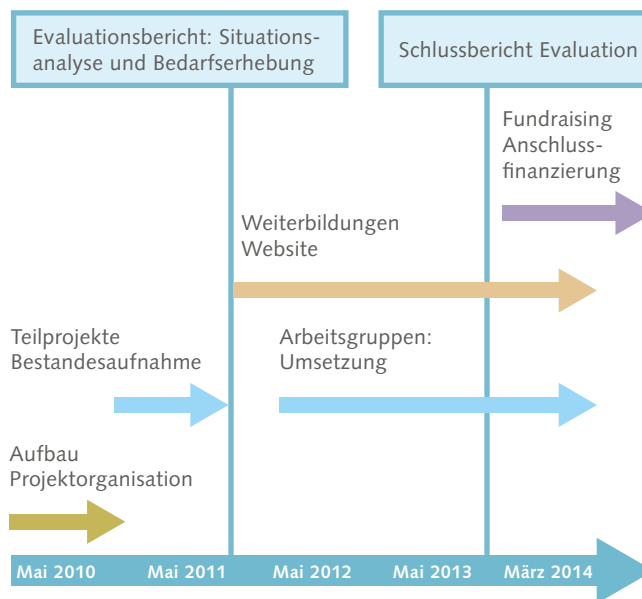 Evaluationsbericht: Situations-
analyse und Bedarfserhebung
Schlussbericht Evaluation
Fundraising
Anschluss-
finanzierung
Weiterbildungen
Website
Teilprojekte
Bestandesaufnahme
Arbeitsgruppen:
Umsetzung
Aufbau
Projektorganisation
Mai 2010 Mai 2011 Mai 2012 Mai 2013 März 2014